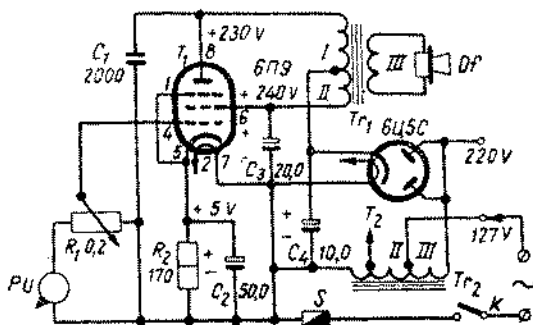 + 230 V
C₁
2000
T₁
8
6П9
I
II
III
Df
Tr₁
1
+
240 V
6
+
4
5
2
7
6Ц5С
220 V
C₃
20,0
+ 5 V
+
−
T₂
127 V
R₁ 0,2
R₂
170
+
−
C₄
10,0
II
III
Tr₂
PU
C₂
50,0
S
K
~